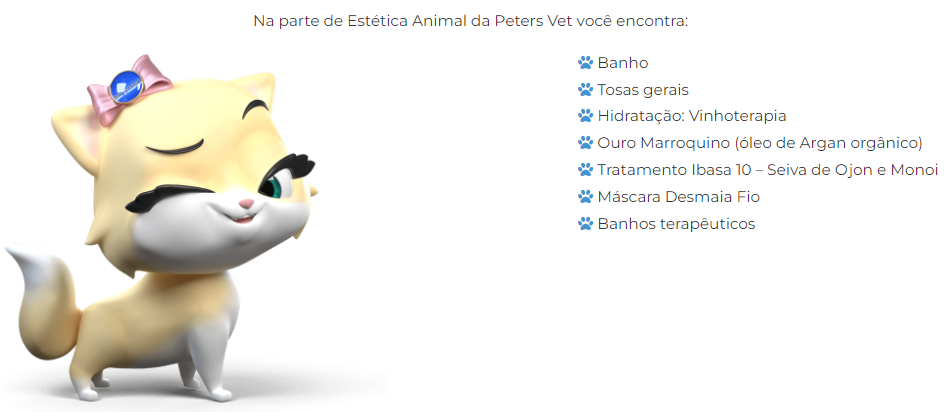 Na parte de Estética Animal da Peters Vet você encontra:
Banho
Tosas gerais
Hidratação: Vinhoterapia
Ouro Marroquino (óleo de Argan orgânico)
Tratamento Ibasa 10 – Seiva de Ojon e Monoi
Máscara Desmaia Fio
Banhos terapêuticos